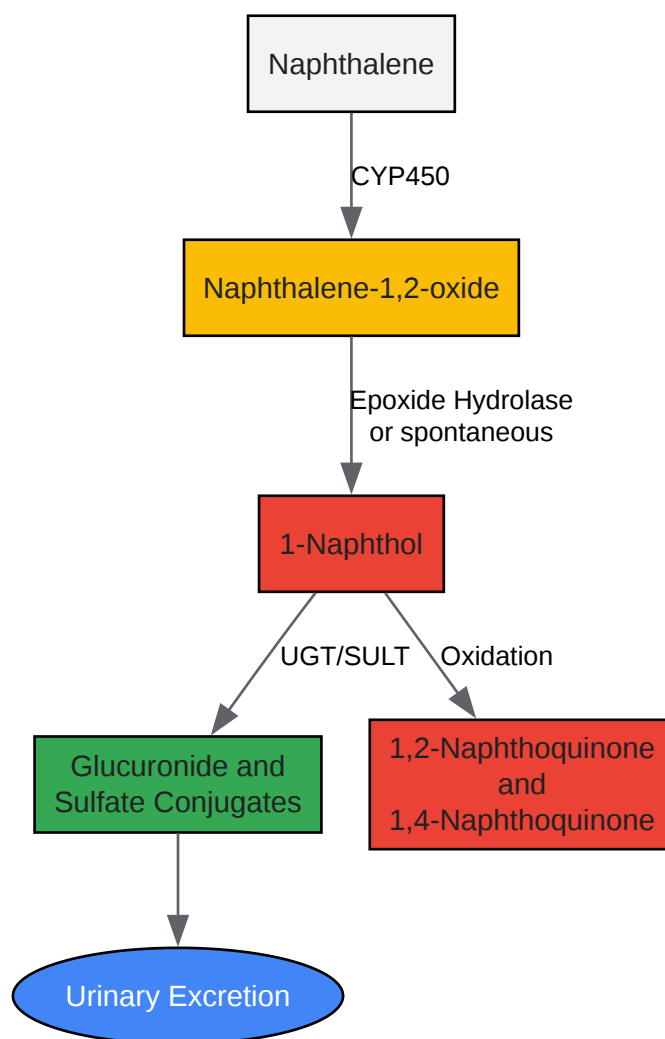 Naphthalene
CYP450
Naphthalene-1,2-oxide
Epoxide Hydrolase
or spontaneous
1-Naphthol
UGT/SULT
Oxidation
Glucuronide and
Sulfate Conjugates
1,2-Naphthoquinone
and
1,4-Naphthoquinone
Urinary Excretion